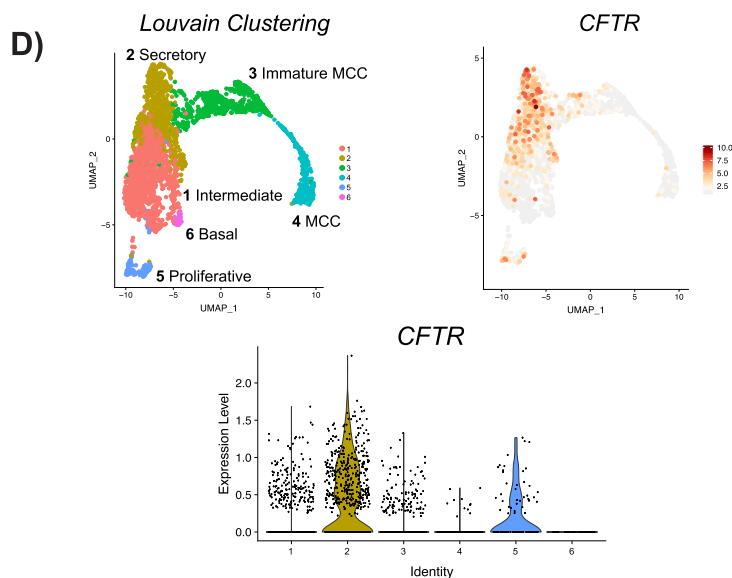 D)
Louvain Clustering
2 Secretory
3 Immature MCC
1 Intermediate
4 MCC
6 Basal
5 Proliferative
0
−5
UMAP_2
−10
−5
0
5
10
UMAP_1
1
2
3
4
5
6
CFTR
5
0
−5
UMAP_2
−10
−5
0
5
10
UMAP_1
10.0
7.5
5.0
2.5
CFTR
Expression Level
2.0
1.5
1.0
0.5
0.0
1
2
3
4
5
6
Identity